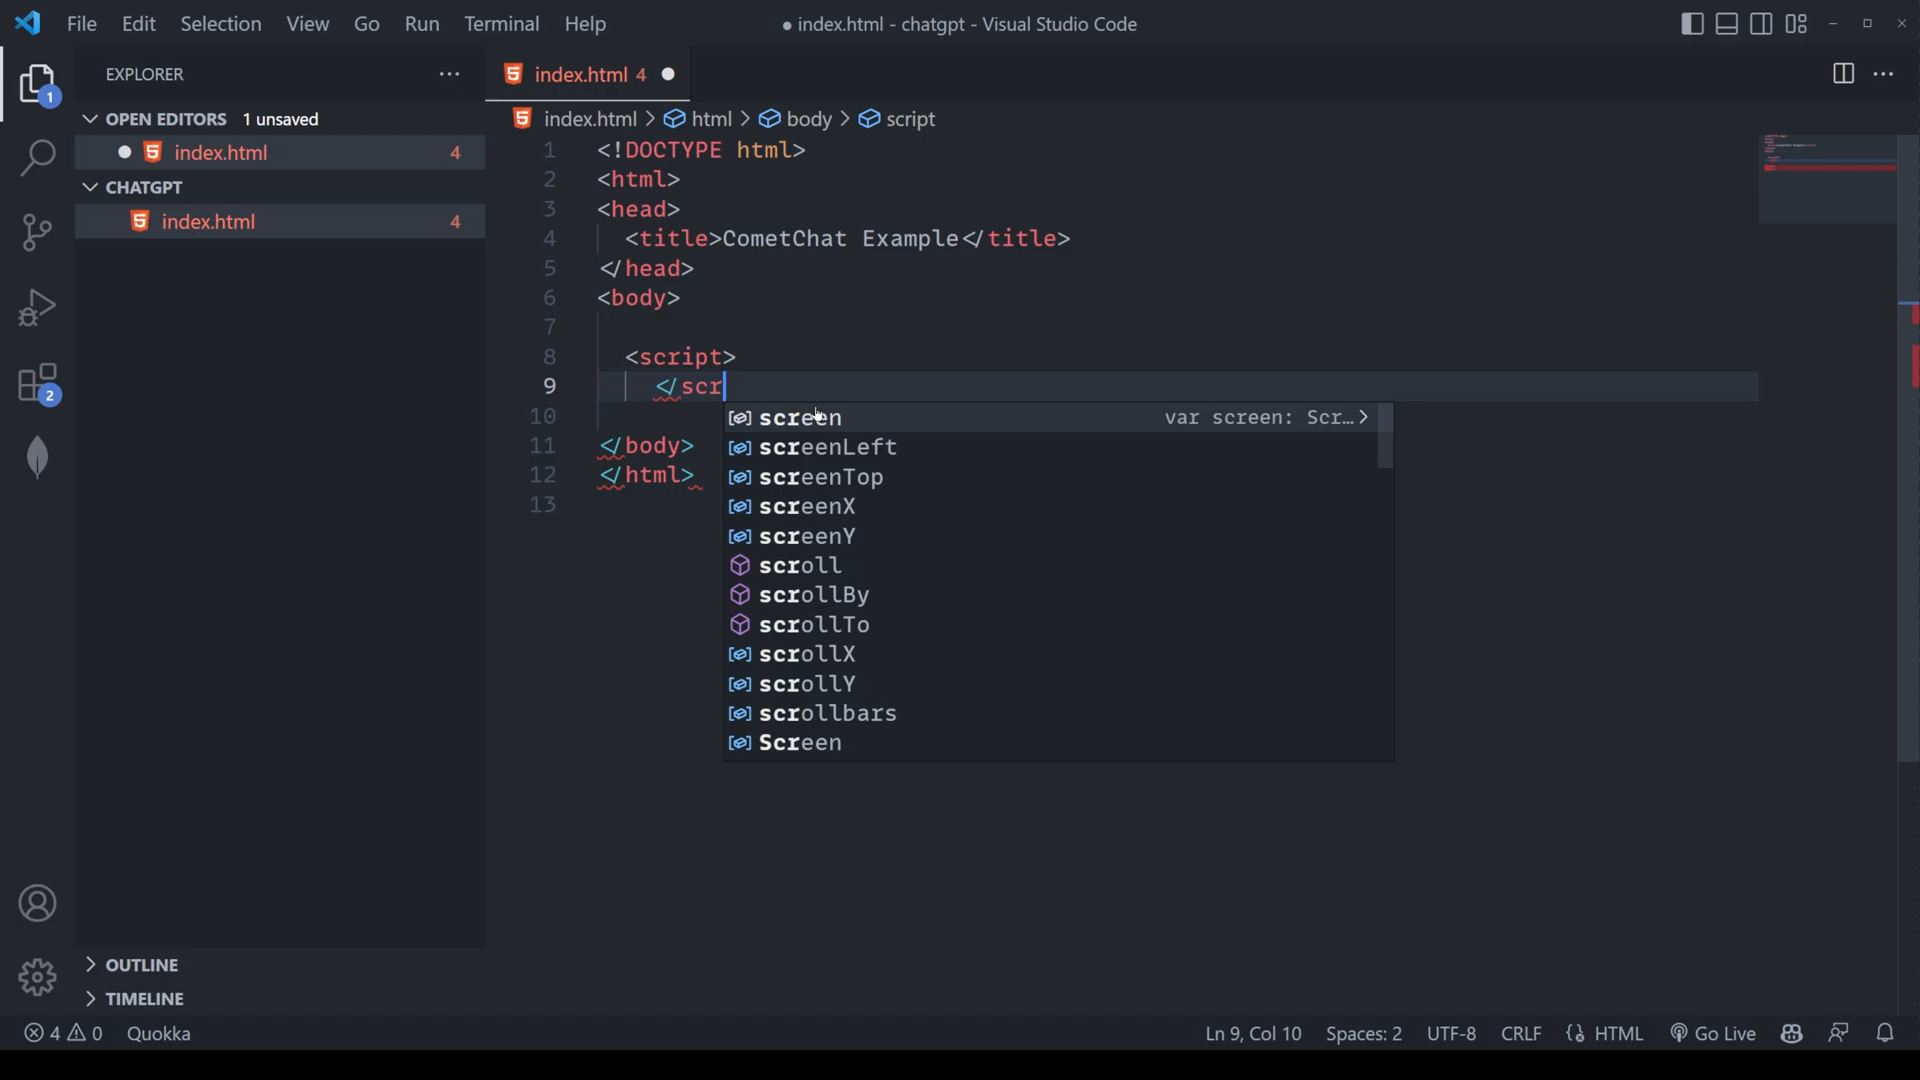 File Edit Selection View Go Run Terminal Help
● index.html - chatgpt - Visual Studio Code
EXPLORER
OPEN EDITORS 1 unsaved
index.html 4
CHATGPT
index.html 4
OUTLINE
TIMELINE
1
2
index.html 4
index.html > html > body > script
1 <!DOCTYPE html>
2 <html>
3 <head>
4 <title>CometChat Example</title>
5 </head>
6 <body>
7
8 <script>
9 </scr
10
11 </body>
12 </html>
13
screen var screen: Scr…
screenLeft
screenTop
screenX
screenY
scroll
scrollBy
scrollTo
scrollX
scrollY
scrollbars
Screen
4 0 Quokka
Ln 9, Col 10 Spaces: 2 UTF-8 CRLF HTML Go Live